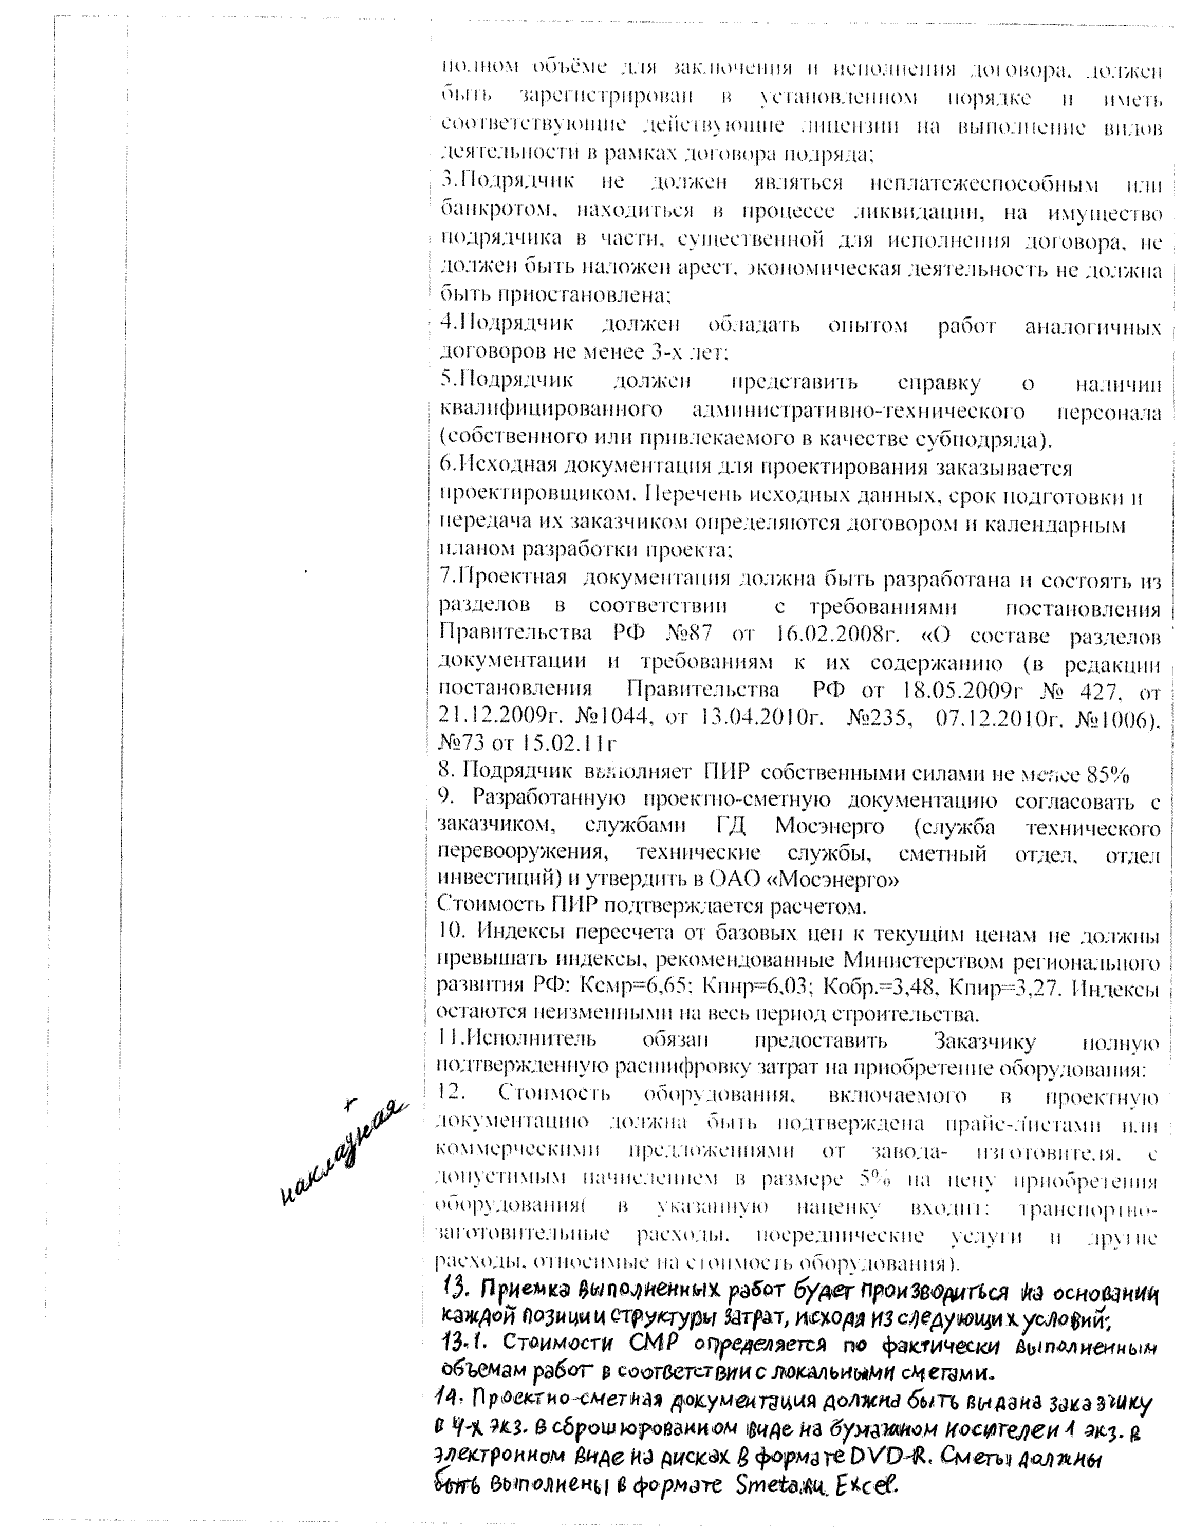 полном объёме для заключения и исполнения договора, должен
быть зарегистрирован в установленном порядке и иметь
соответствующие действующие лицензии на выполнение видов
деятельности в рамках договора подряда;
3.Подрядчик не должен являться неплатежеспособным или
банкротом, находиться в процессе ликвидации, на имущество
подрядчика в части, существенной для исполнения договора, не
должен быть наложен арест, экономическая деятельность не должна
быть приостановлена;
4.Подрядчик должен обладать опытом работ аналогичных
договоров не менее 3-х лет;
5.Подрядчик должен представить справку о наличии
квалифицированного административно-технического персонала
(собственного или привлекаемого в качестве субподряда).
6.Исходная документация для проектирования заказывается
проектировщиком. Перечень исходных данных, срок подготовки и
передача их заказчиком определяются договором и календарным
планом разработки проекта;
7.Проектная документация должна быть разработана и состоять из
разделов в соответствии с требованиями постановления
Правительства РФ №87 от 16.02.2008г. «О составе разделов
документации и требованиям к их содержанию (в редакции
постановления Правительства РФ от 18.05.2009г № 427, от
21.12.2009г. №1044, от 13.04.2010г. №235, 07.12.2010г. №1006).
№73 от 15.02.11г
8. Подрядчик выполняет ПИР собственными силами не менее 85%
9. Разработанную проектно-сметную документацию согласовать с
заказчиком, службами ГД Мосэнерго (служба технического
перевооружения, технические службы, сметный отдел, отдел
инвестиций) и утвердить в ОАО «Мосэнерго»
Стоимость ПИР подтверждается расчетом.
10. Индексы пересчета от базовых цен к текущим ценам не должны
превышать индексы, рекомендованные Министерством регионального
развития РФ: Ксмр=6,65; Кпнр=6,03; Кобр.=3,48, Кпир=3,27. Индексы
остаются неизменными на весь период строительства.
11.Исполнитель обязан предоставить Заказчику полную
подтвержденную расшифровку затрат на приобретение оборудования:
12. Стоимость оборудования, включаемого в проектную
документацию должна быть подтверждена прайс-листами или
+ накладная
коммерческими предложениями от завода- изготовителя, с
допустимым начислением в размере 5% на цену приобретения
оборудования( в указанную наценку входит: транспортно-
заготовительные расходы, посреднические услуги и другие
расходы, относимые на стоимость оборудования).
13. Приемка выполненных работ будет производиться на основании
каждой позиции и структуры затрат, исходя из следующих условий;
13.1. Стоимости СМР определяется по фактически выполненным
объемам работ в соответствии с локальными сметами.
14. Проектно-сметная документация должна быть выдана заказчику
в 4-х экз. в сброшюрованном виде на бумажном носителе и 1 экз. в
электронном виде на дисках в формате DVD-R. Сметы должны
быть выполнены в формате Smeta.ru, Excel.